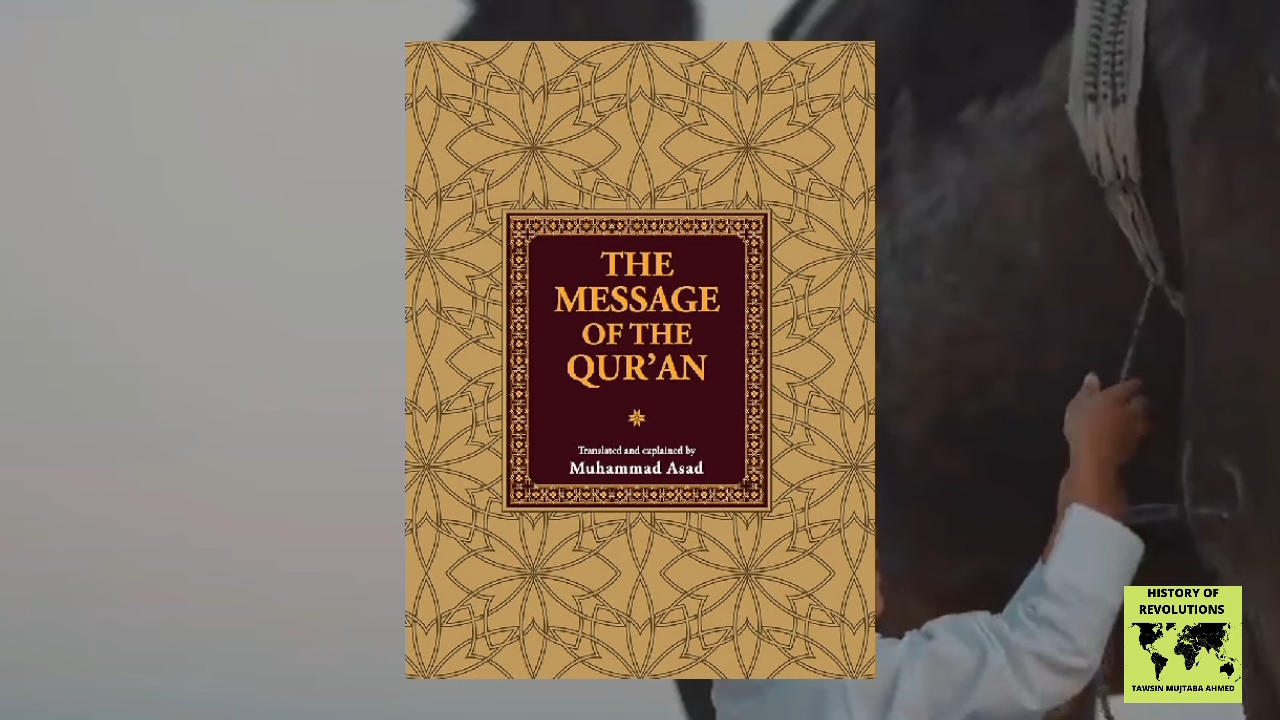 THE
MESSAGE
OF THE
QUR'AN
Translated and explained by
Muhammad Asad
HISTORY OF
REVOLUTIONS
TAWSIN MUJTABA AHMED